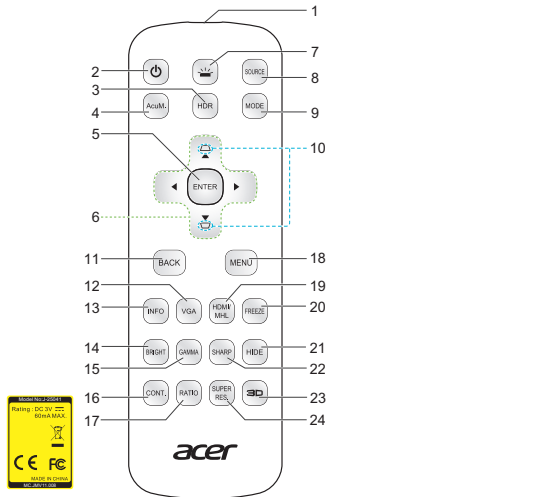 1
2
7
SOURCE
8
3
4
AcuM.
HDR
MODE
9
5
10
ENTER
6
11
BACK
MENU
18
12
19
13
INFO
VGA
HDMI/
MHL
FREEZE
20
14
BRIGHT
GAMMA
SHARP
HIDE
21
15
22
16
CONT.
RATIO
SUPER
RES.
3D
23
17
24
acer
Model No:J-25041
Rating : DC 3V
60mA MAX.
CE FC
MADE IN CHINA
MC.JMV11.008